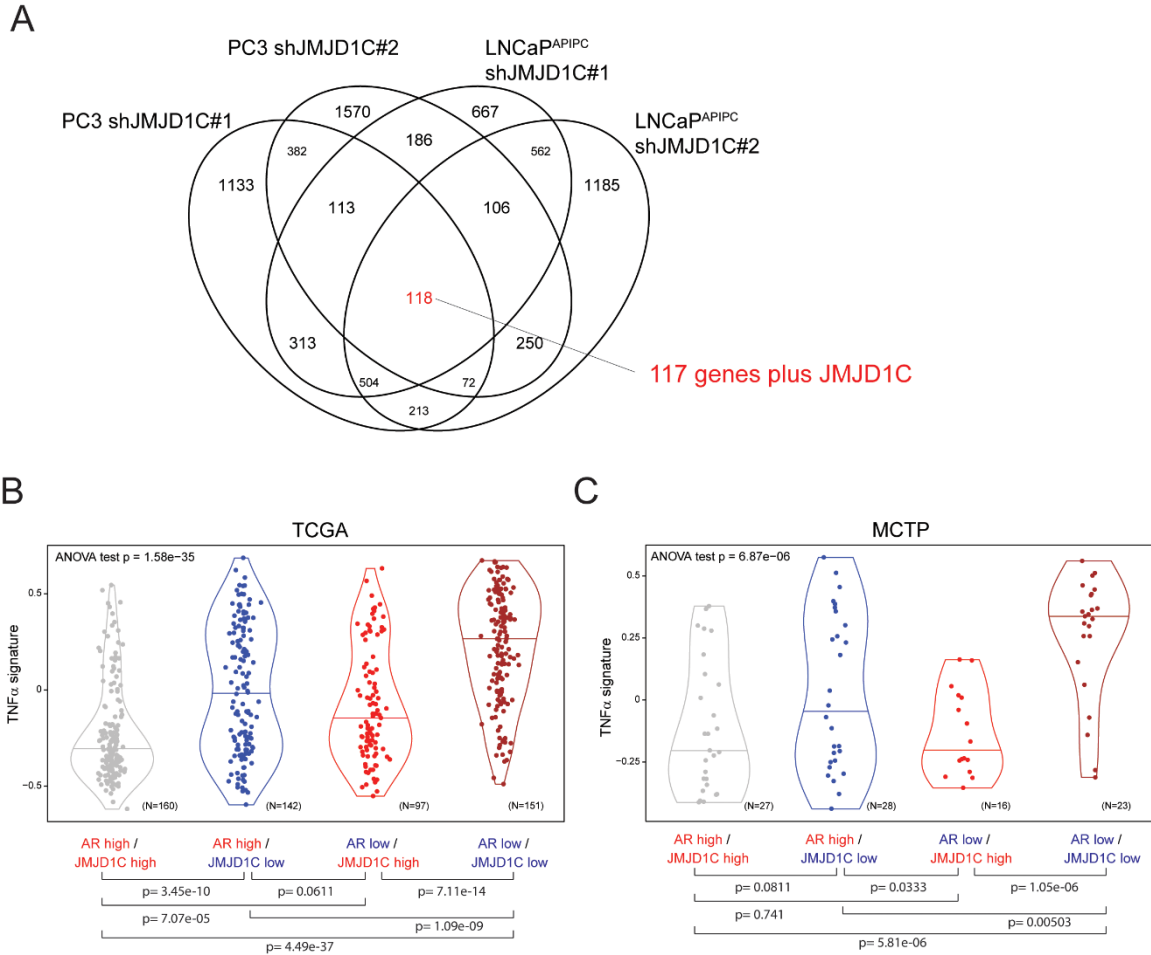 A
PC3 shJMJD1C#2
LNCaPAPIPC
shJMJD1C#1
PC3 shJMJD1C#1
LNCaPAPIPC
shJMJD1C#2
1570
667
186
382
562
1133
1185
113
106
118
313
250
504
72
213
117 genes plus JMJD1C
B
TCGA
ANOVA test p = 1.58e−35
TNFα signature
0.5
0
−0.5
(N=160)
(N=142)
(N=97)
(N=151)
AR high /
JMJD1C high
AR high /
JMJD1C low
AR low /
JMJD1C high
AR low /
JMJD1C low
p= 3.45e-10
p= 0.0611
p= 7.11e-14
p= 7.07e-05
p= 1.09e-09
p= 4.49e-37
C
MCTP
ANOVA test p = 6.87e−06
TNFα signature
0.5
0.25
0
−0.25
(N=27)
(N=28)
(N=16)
(N=23)
AR high /
JMJD1C high
AR high /
JMJD1C low
AR low /
JMJD1C high
AR low /
JMJD1C low
p= 0.0811
p= 0.0333
p= 1.05e-06
p= 0.741
p= 0.00503
p= 5.81e-06